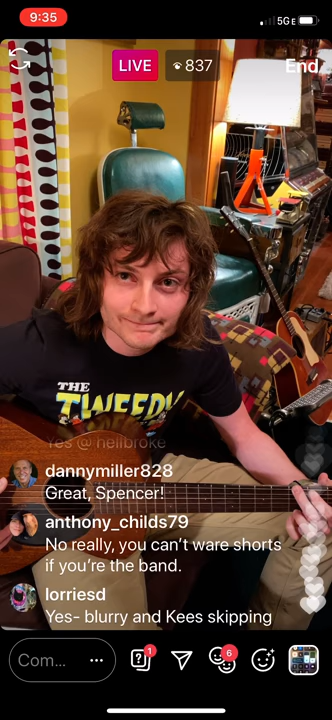 9:35
5GE
LIVE
837
End
THE
TWEEDY
Yes @neilbroke
dannymiller828
Great, Spencer!
anthony_childs79
No really, you can't ware shorts
if you're the band.
lorriesd
Yes- blurry and Kees skipping
Com...
1
6